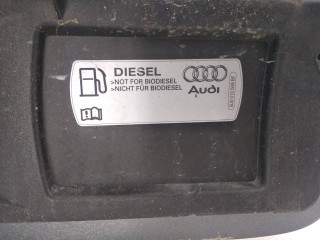 DIESEL
>NOT FOR BIODIESEL
>NICHT FÜR BIODIESEL
Audi